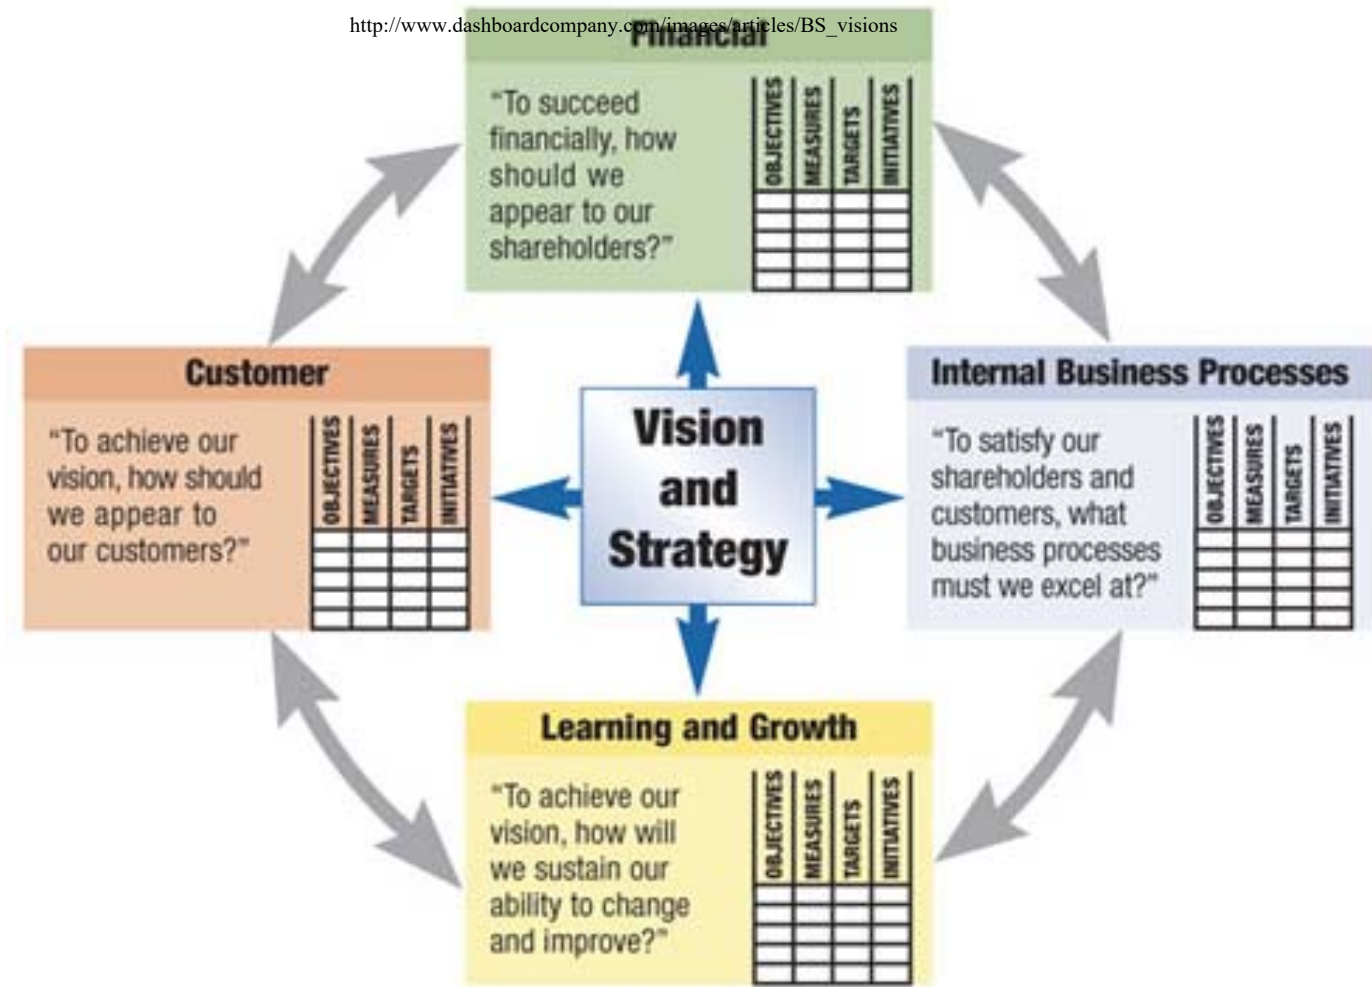 http://www.dashboardcompany.com/images/articles/BS_visions
Financial
“To succeed
financially, how
should we
appear to our
shareholders?”
OBJECTIVES
MEASURES
TARGETS
INITIATIVES
Customer
“To achieve our
vision, how should
we appear to
our customers?”
OBJECTIVES
MEASURES
TARGETS
INITIATIVES
Vision
and
Strategy
Internal Business Processes
“To satisfy our
shareholders and
customers, what
business processes
must we excel at?”
OBJECTIVES
MEASURES
TARGETS
INITIATIVES
Learning and Growth
“To achieve our
vision, how will
we sustain our
ability to change
and improve?”
OBJECTIVES
MEASURES
TARGETS
INITIATIVES